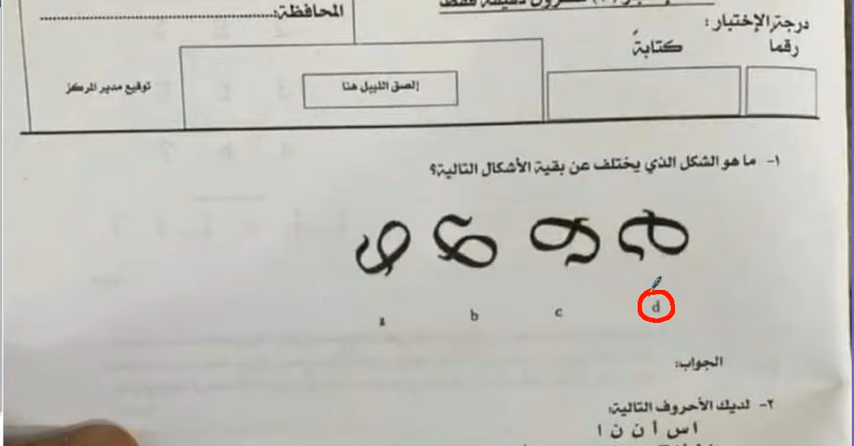 المحافظة:......................................
درجة الإختبار:
رقما
كتابةً
إلصق الليبل هنا
توقيع مدير المركز
١- ما هو الشكل الذي يختلف عن بقية الأشكال التالية؟
a b c d
الجواب:
٢- لديك الأحروف التالية:
ا س أ ن ن ا